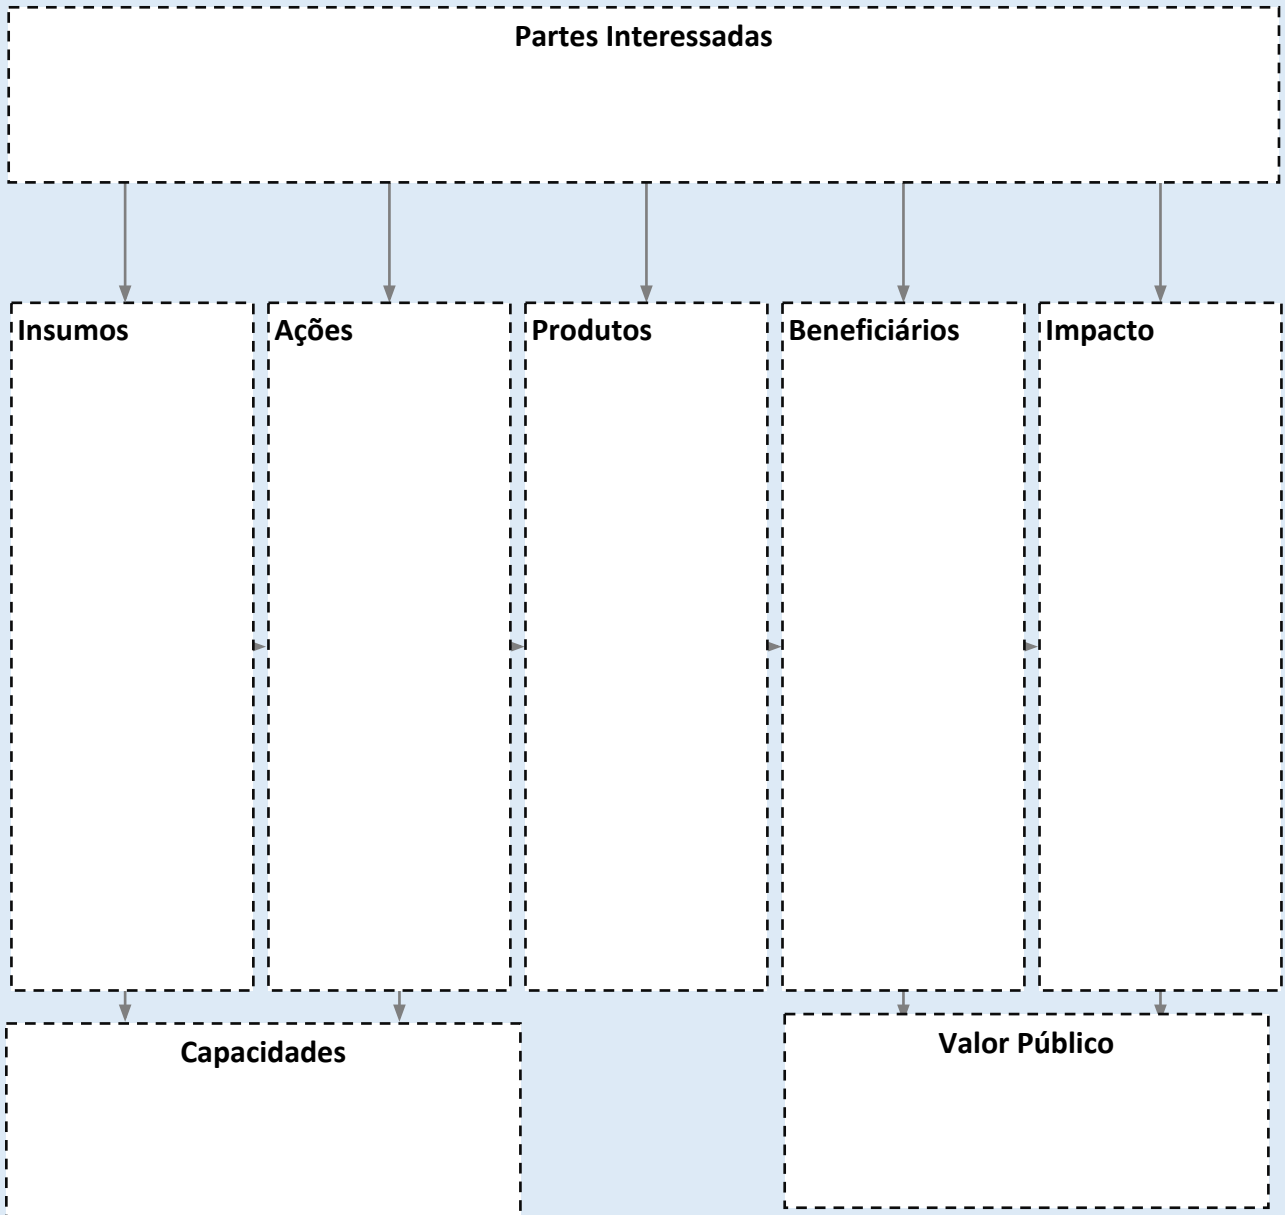 Partes Interessadas
Insumos
Ações
Produtos
Beneficiários
Impacto
Capacidades
Valor Público